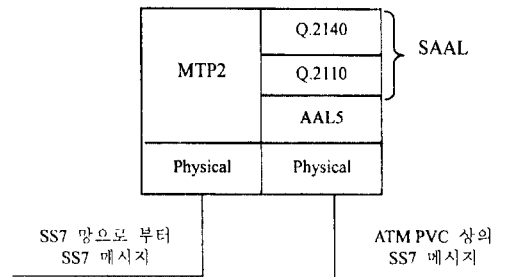 Q.2140
SAAL
MTP2
Q.2110
AAL5
Physical
Physical
SS7 망으로 부터
SS7 메시지
ATM PVC 상의
SS7 메시지